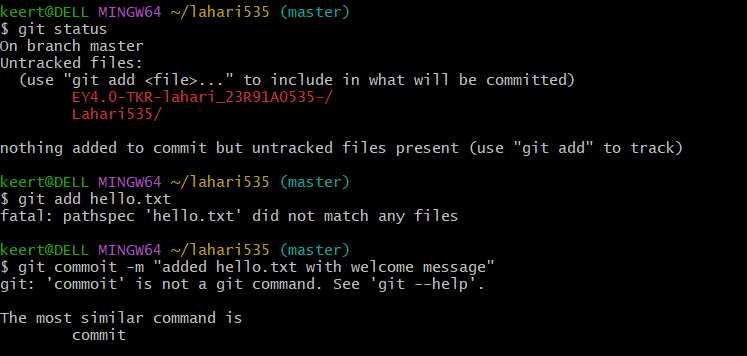 keert@DELL MINGW64 ~/lahari535 (master)
$ git status
On branch master
Untracked files:
  (use "git add <file>..." to include in what will be committed)
        EY4.0-TKR-lahari_23R91A0535-/
        Lahari535/

nothing added to commit but untracked files present (use "git add" to track)

keert@DELL MINGW64 ~/lahari535 (master)
$ git add hello.txt
fatal: pathspec 'hello.txt' did not match any files

keert@DELL MINGW64 ~/lahari535 (master)
$ git commoit -m "added hello.txt with welcome message"
git: 'commoit' is not a git command. See 'git --help'.

The most similar command is
        commit